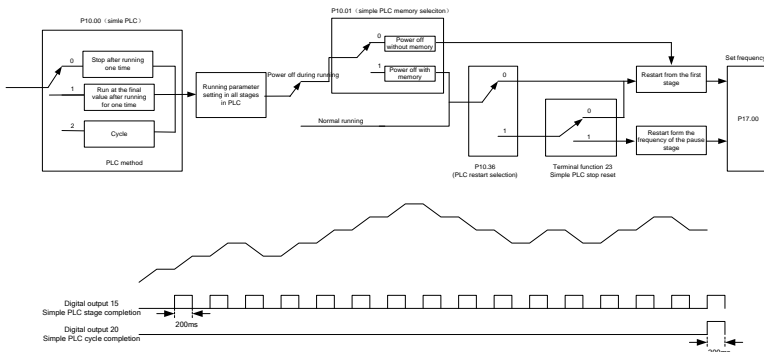 P10.00（simle PLC）
0
Stop after running
one time
1
Run at the final
value after running
for one time
2
Cycle
PLC method
Running parameter
setting in all stages
in PLC
Power off during running
Normal running
P10.01（simple PLC memory seleciton）
0
Power off
without memory
1
Power off with
memory
0
1
P10.36
(PLC restart selection)
0
1
Terminal function 23
Simple PLC stop reset
Restart from the first
stage
Restart form the
frequency of the pause
stage
Set frequency
P17.00
Digital output 15
Simple PLC stage completion
200ms
Digital output 20
Simple PLC cycle completion
200ms